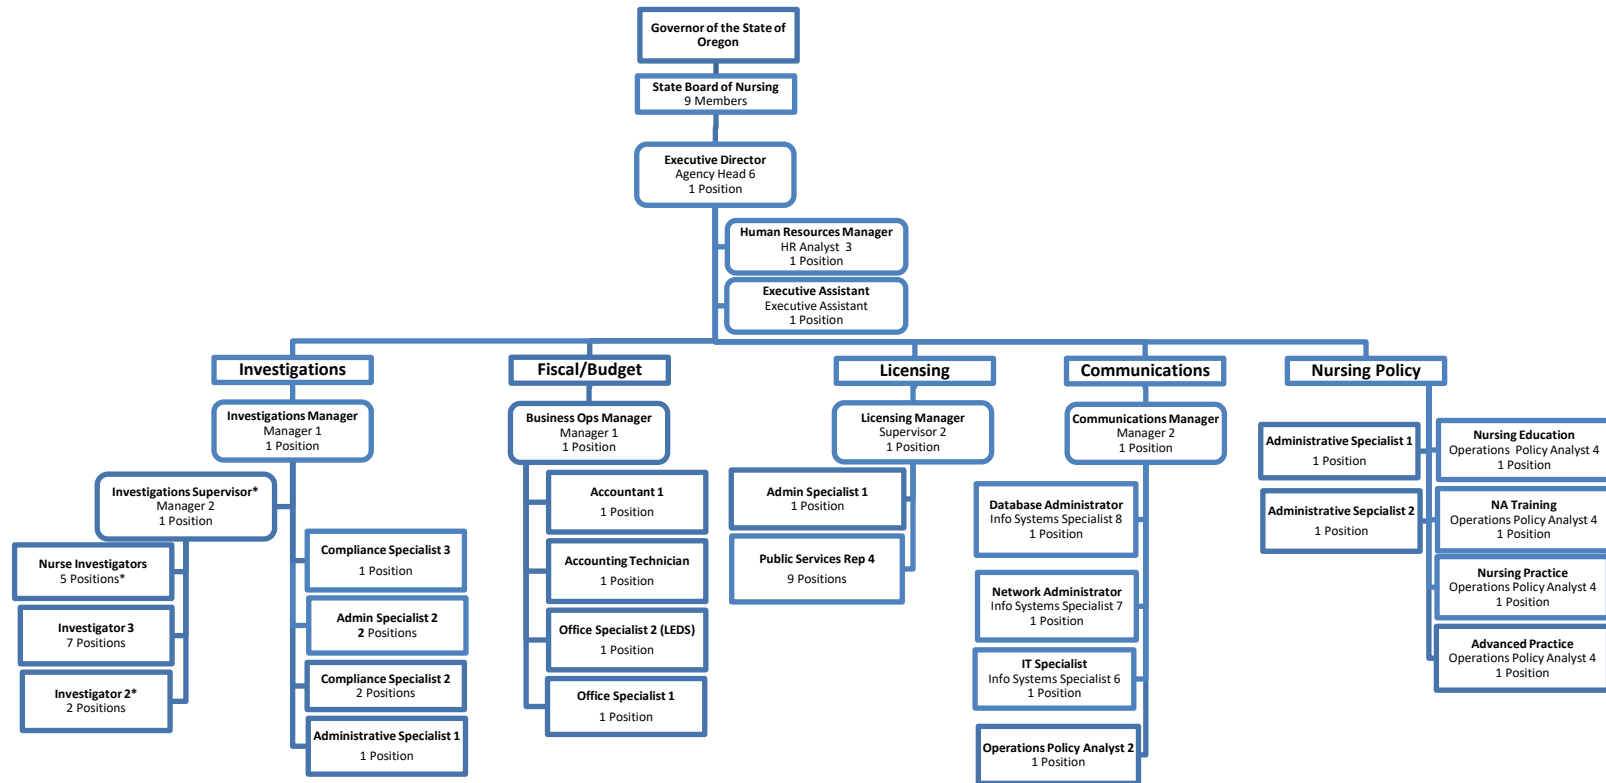 Governor of the State of
Oregon
State Board of Nursing
9 Members
Executive Director
Agency Head 6
1 Position
Human Resources Manager
HR Analyst 3
1 Position
Executive Assistant
Executive Assistant
1 Position
Investigations
Investigations Manager
Manager 1
1 Position
Investigations Supervisor*
Manager 2
1 Position
Nurse Investigators
5 Positions*
Investigator 3
7 Positions
Investigator 2*
2 Positions
Compliance Specialist 3
1 Position
Admin Specialist 2
2 Positions
Compliance Specialist 2
2 Positions
Administrative Specialist 1
1 Position
Fiscal/Budget
Business Ops Manager
Manager 1
1 Position
Accountant 1
1 Position
Accounting Technician
1 Position
Office Specialist 2 (LEDS)
1 Position
Office Specialist 1
1 Position
Licensing
Licensing Manager
Supervisor 2
1 Position
Admin Specialist 1
1 Position
Public Services Rep 4
9 Positions
Communications
Communications Manager
Manager 2
1 Position
Database Administrator
Info Systems Specialist 8
1 Position
Network Administrator
Info Systems Specialist 7
1 Position
IT Specialist
Info Systems Specialist 6
1 Position
Operations Policy Analyst 2
1 Position
Nursing Policy
Administrative Specialist 1
1 Position
Administrative Sepcialist 2
1 Position
Nursing Education
Operations Policy Analyst 4
1 Position
NA Training
Operations Policy Analyst 4
1 Position
Nursing Practice
Operations Policy Analyst 4
1 Position
Advanced Practice
Operations Policy Analyst 4
1 Position